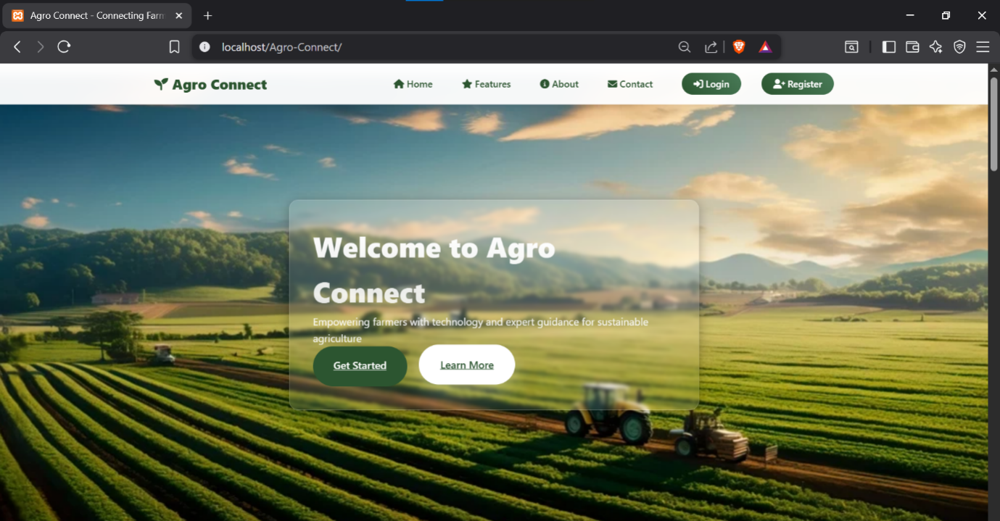 Agro Connect - Connecting Farm
localhost/Agro-Connect/
Agro Connect
Home
Features
About
Contact
Login
Register
Welcome to Agro
Connect
Empowering farmers with technology and expert guidance for sustainable
agriculture
Get Started
Learn More